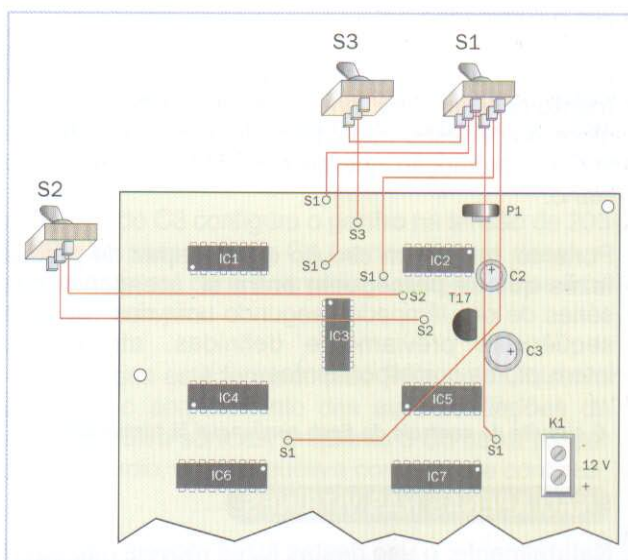 S3
S1
S2
S1
S3
P1
S1
IC1
IC2
S1
C2
S2
T17
IC3
S2
C3
IC4
IC5
K1
S1
S1
-
12 V
+
IC6
IC7
+
+